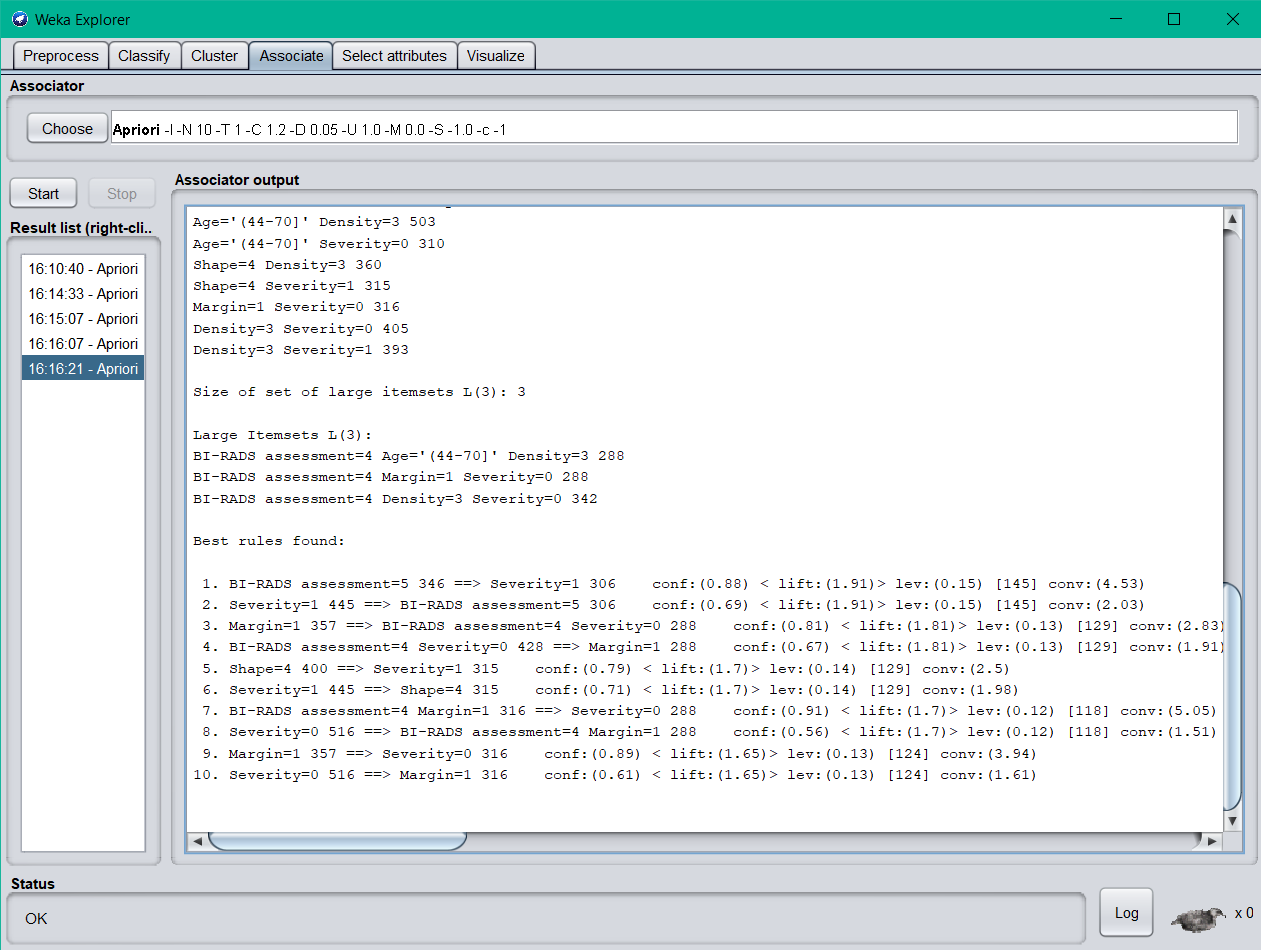 Weka Explorer
Preprocess Classify Cluster Associate Select attributes Visualize
Associator
Choose Apriori -I -N 10 -T 1 -C 1.2 -D 0.05 -U 1.0 -M 0.0 -S -1.0 -c -1
Start Stop
Result list (right-cli..
16:10:40 - Apriori
16:14:33 - Apriori
16:15:07 - Apriori
16:16:07 - Apriori
16:16:21 - Apriori
Associator output
Age='(44-70]' Density=3 503
Age='(44-70]' Severity=0 310
Shape=4 Density=3 360
Shape=4 Severity=1 315
Margin=1 Severity=0 316
Density=3 Severity=0 405
Density=3 Severity=1 393
Size of set of large itemsets L(3): 3
Large Itemsets L(3):
BI-RADS assessment=4 Age='(44-70]' Density=3 288
BI-RADS assessment=4 Margin=1 Severity=0 288
BI-RADS assessment=4 Density=3 Severity=0 342
Best rules found:
1. BI-RADS assessment=5 346 ==> Severity=1 306 conf:(0.88) < lift:(1.91)> lev:(0.15) [145] conv:(4.53)
2. Severity=1 445 ==> BI-RADS assessment=5 306 conf:(0.69) < lift:(1.91)> lev:(0.15) [145] conv:(2.03)
3. Margin=1 357 ==> BI-RADS assessment=4 Severity=0 288 conf:(0.81) < lift:(1.81)> lev:(0.13) [129] conv:(2.83)
4. BI-RADS assessment=4 Severity=0 428 ==> Margin=1 288 conf:(0.67) < lift:(1.81)> lev:(0.13) [129] conv:(1.91)
5. Shape=4 400 ==> Severity=1 315 conf:(0.79) < lift:(1.7)> lev:(0.14) [129] conv:(2.5)
6. Severity=1 445 ==> Shape=4 315 conf:(0.71) < lift:(1.7)> lev:(0.14) [129] conv:(1.98)
7. BI-RADS assessment=4 Margin=1 316 ==> Severity=0 288 conf:(0.91) < lift:(1.7)> lev:(0.12) [118] conv:(5.05)
8. Severity=0 516 ==> BI-RADS assessment=4 Margin=1 288 conf:(0.56) < lift:(1.7)> lev:(0.12) [118] conv:(1.51)
9. Margin=1 357 ==> Severity=0 316 conf:(0.89) < lift:(1.65)> lev:(0.13) [124] conv:(3.94)
10. Severity=0 516 ==> Margin=1 316 conf:(0.61) < lift:(1.65)> lev:(0.13) [124] conv:(1.61)
Status
OK
Log
x 0